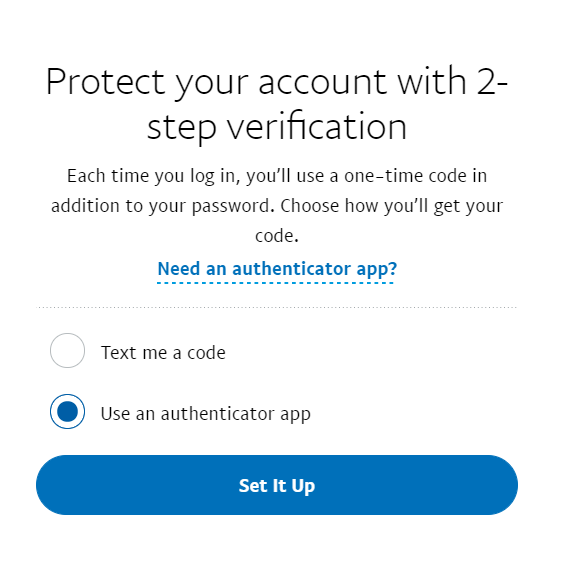 Protect your account with 2-
step verification
Each time you log in, you’ll use a one-time code in
addition to your password. Choose how you’ll get your
code.
Need an authenticator app?
Text me a code
Use an authenticator app
Set It Up